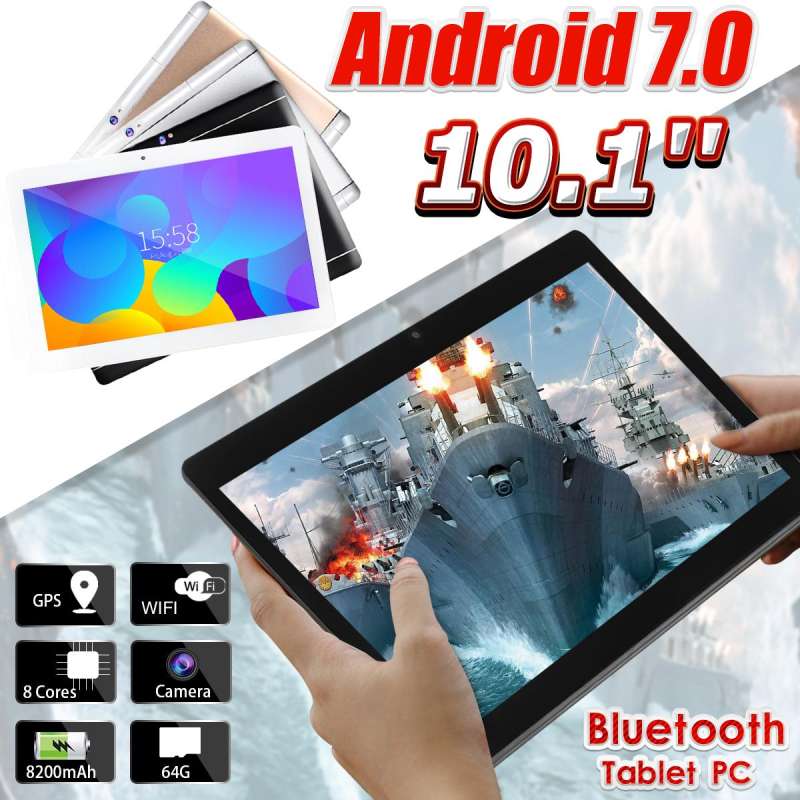 Android 7.0
10.1"
15:58
GPS
Wi Fi
WIFI
8 Cores
Camera
8200mAh
64G
Bluetooth
Tablet PC